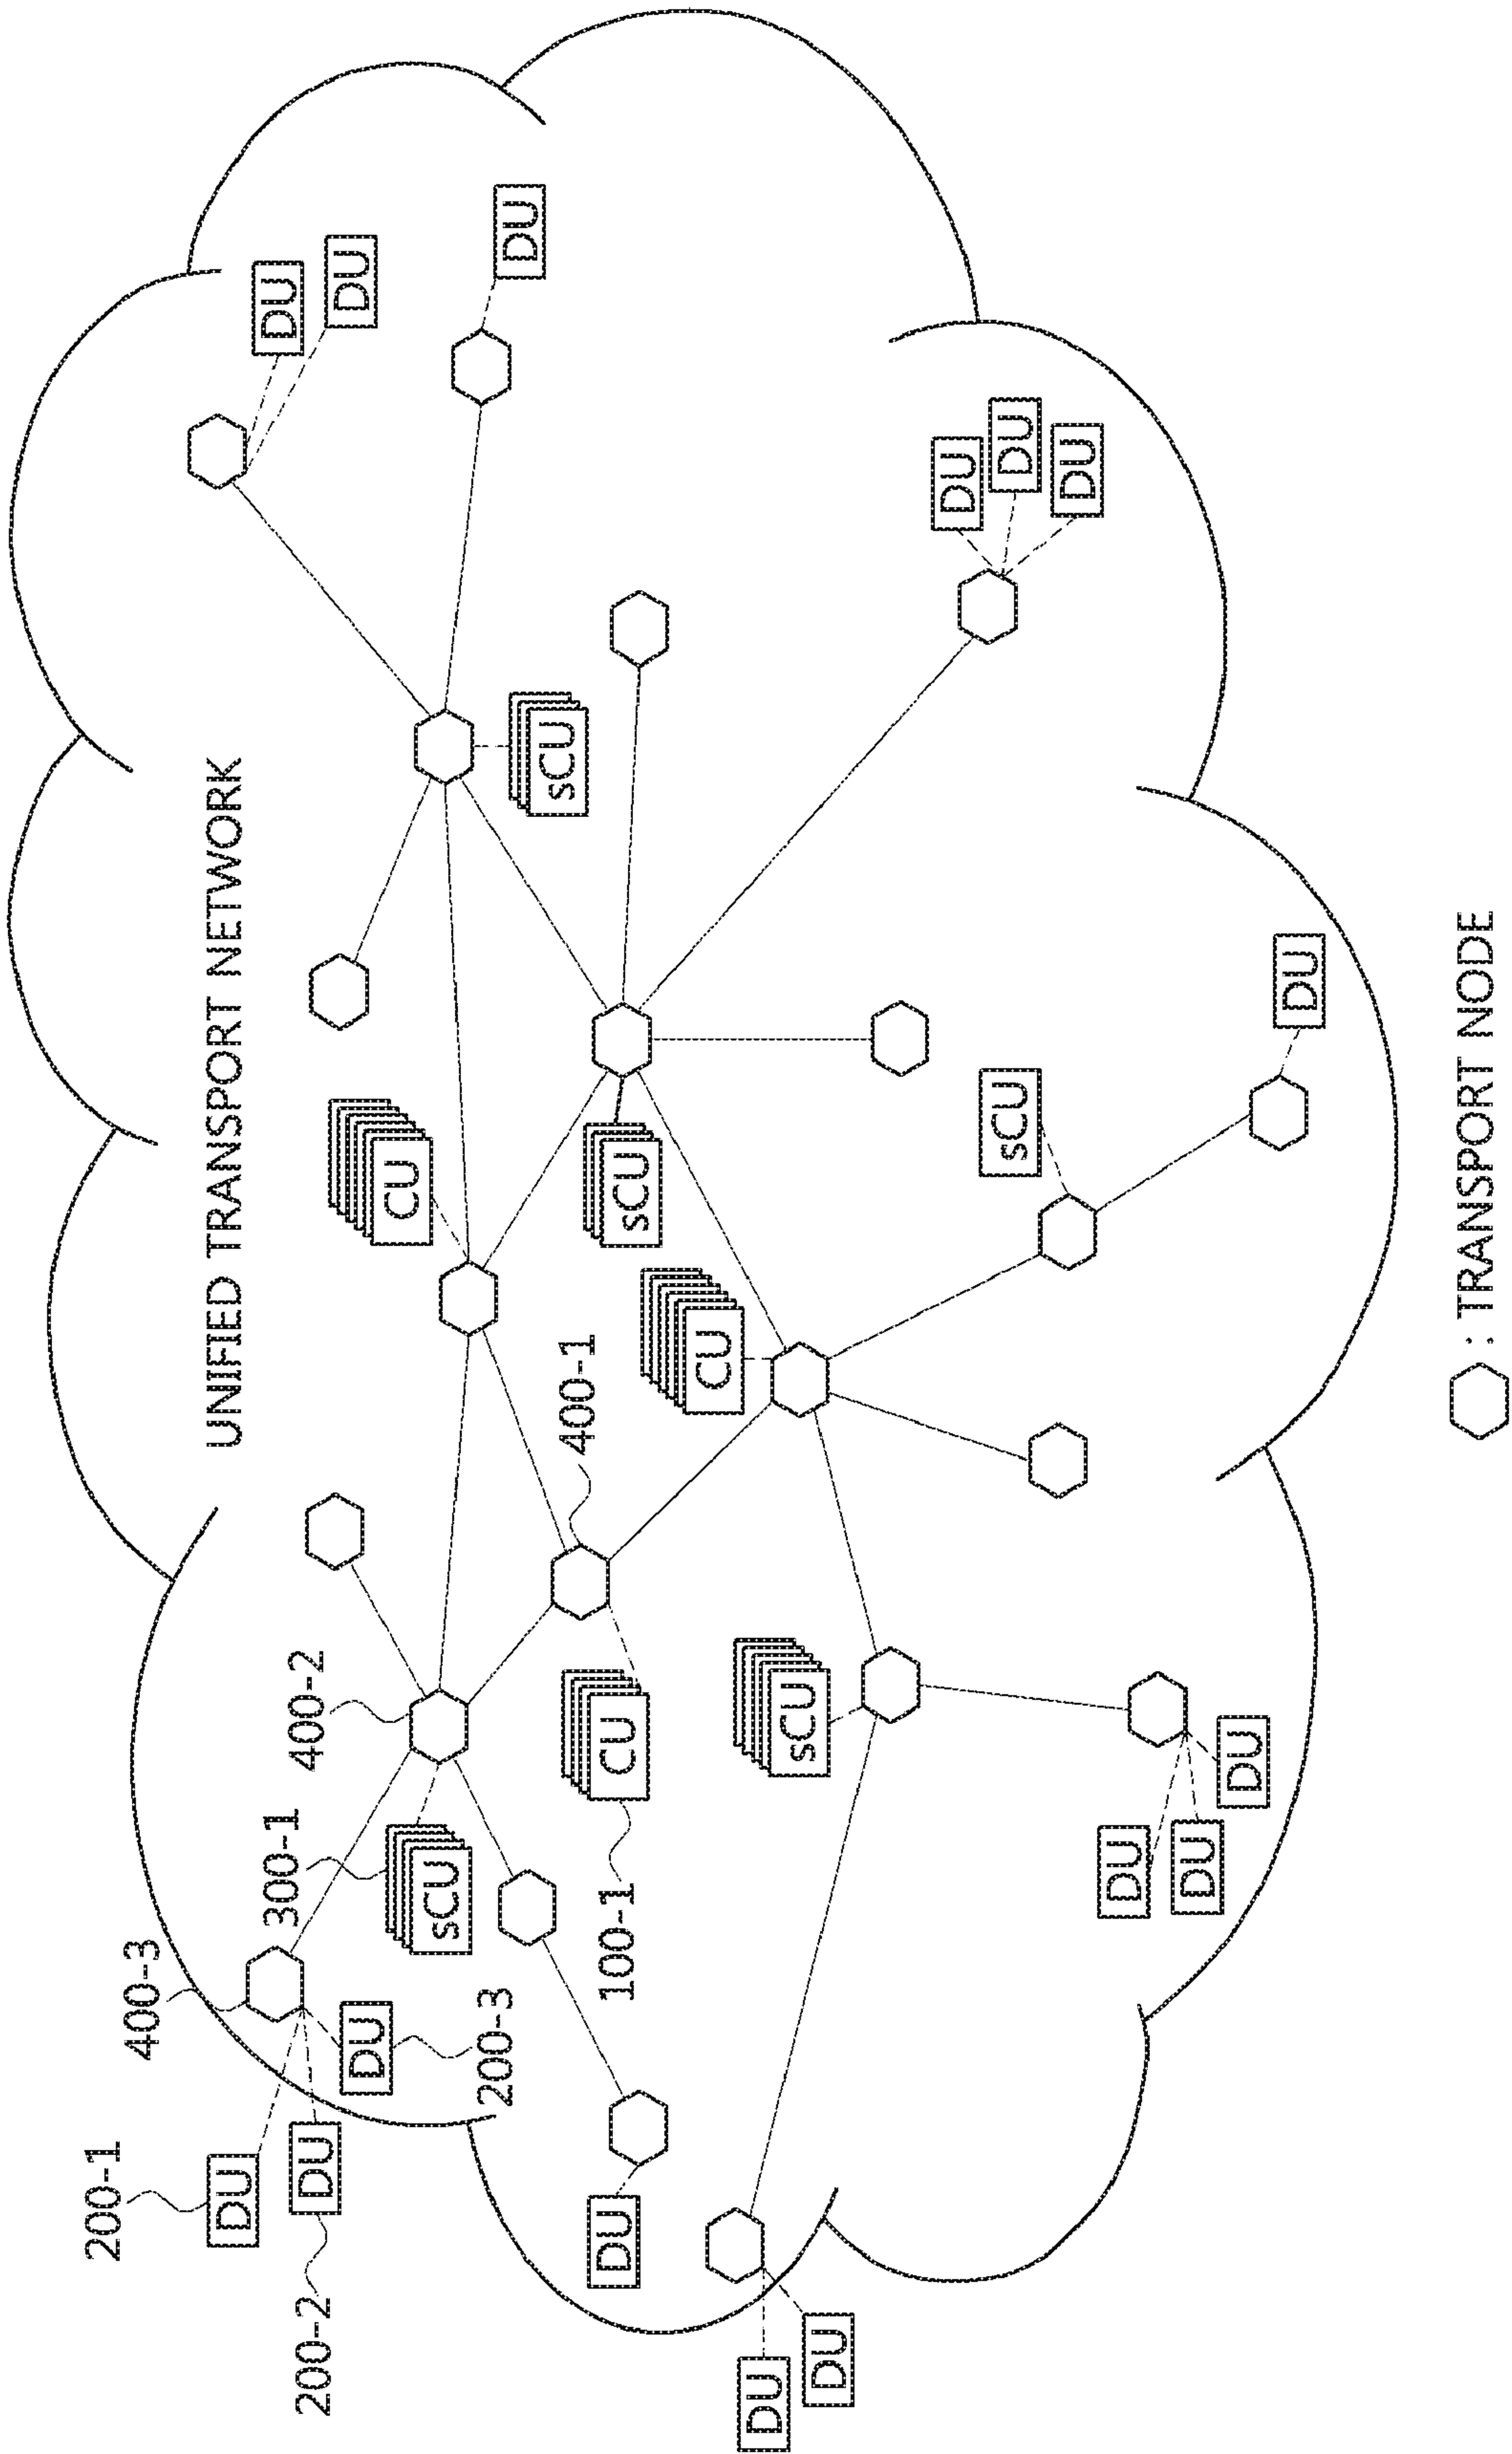 200-1
400-3
UNIFIED TRANSPORT NETWORK
DU
300-1
DU
400-2
200-2
DU
DU
DU
CU
sCU
200-3
DU
sCU
400-1
DU
100-1
CU
sCU
CU
DU
sCU
DU
DU
sCU
DU
DU
DU
DU
DU
DU
: TRANSPORT NODE